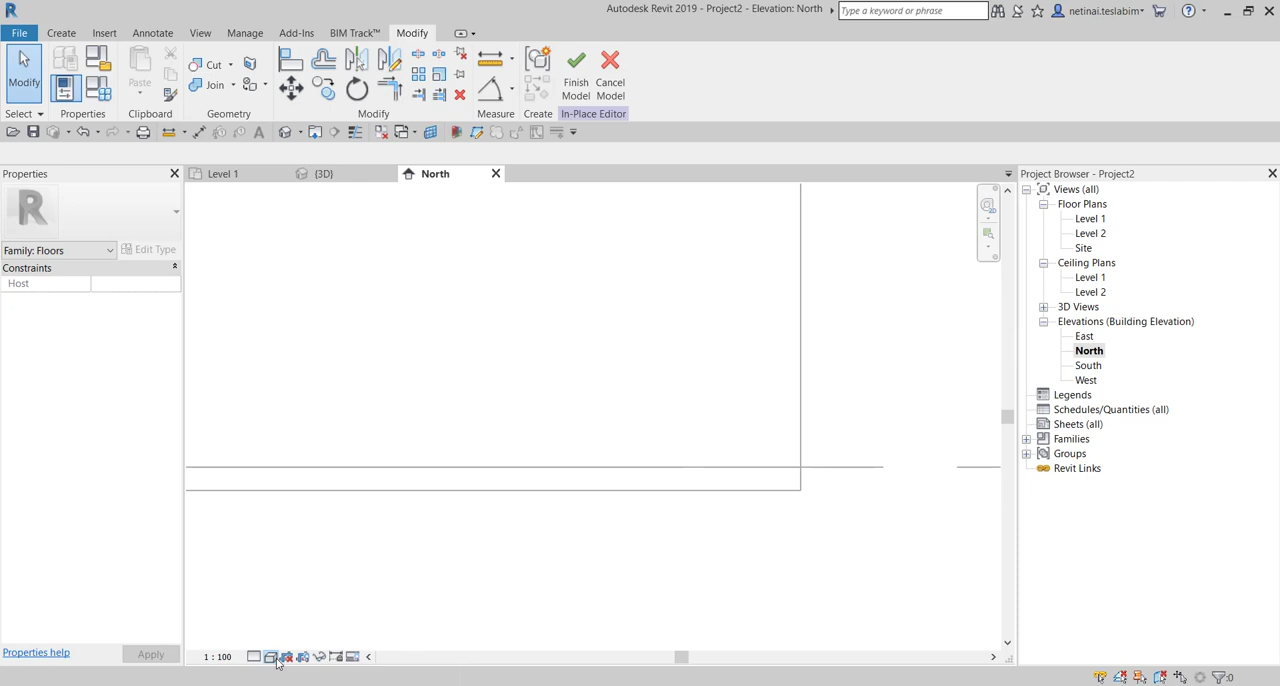 Autodesk Revit 2019 - Project2 - Elevation: North
Type a keyword or phrase
netinai.teslabim
File Create Insert Annotate View Manage Add-Ins BIM Track™ Modify
Modify
Paste
Cut
Join
Finish Model
Cancel Model
Select Properties Clipboard Geometry Modify Measure Create In-Place Editor
Properties
Level 1
{3D}
North
Project Browser - Project2
Family: Floors
Edit Type
Constraints
Host
Views (all)
Floor Plans
Level 1
Level 2
Site
Ceiling Plans
Level 1
Level 2
3D Views
Elevations (Building Elevation)
East
North
South
West
Legends
Schedules/Quantities (all)
Sheets (all)
Families
Groups
Revit Links
Properties help
Apply
1 : 100
:0